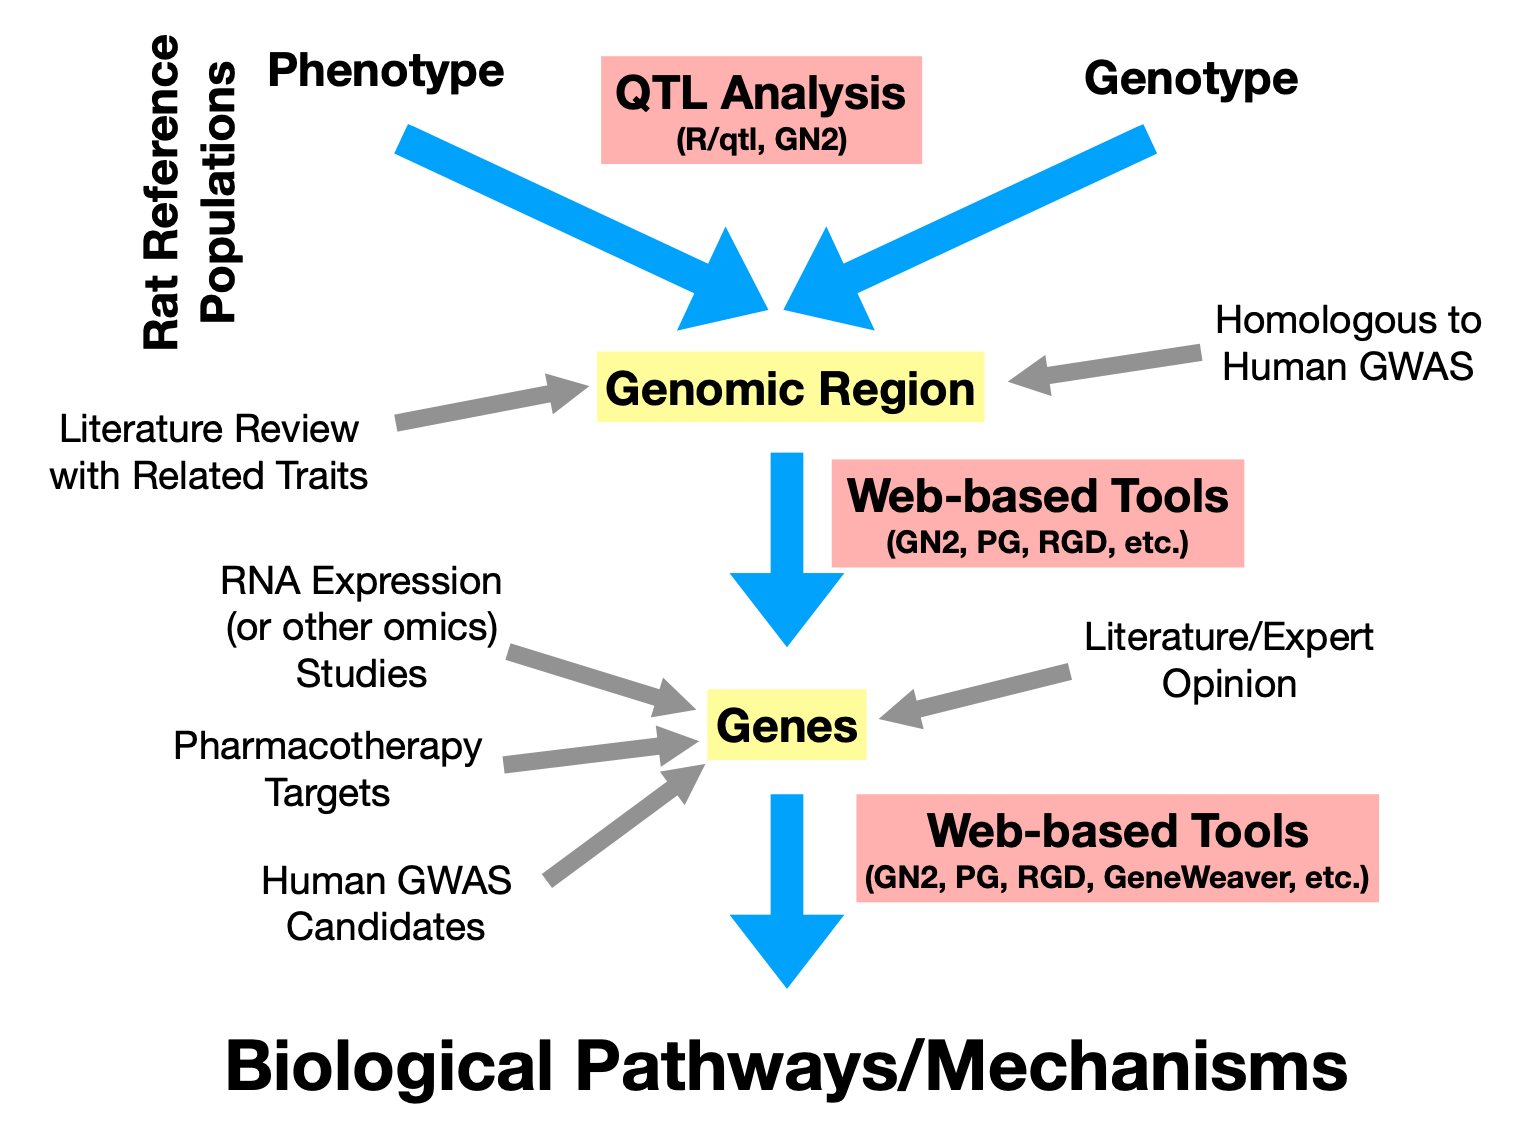 Rat Reference
Populations
Phenotype
QTL Analysis
(R/qtl, GN2)
Genotype
Homologous to
Human GWAS
Genomic Region
Literature Review
with Related Traits
Web-based Tools
(GN2, PG, RGD, etc.)
RNA Expression
(or other omics)
Studies
Literature/Expert
Opinion
Genes
Pharmacotherapy
Targets
Web-based Tools
(GN2, PG, RGD, GeneWeaver, etc.)
Human GWAS
Candidates
Biological Pathways/Mechanisms